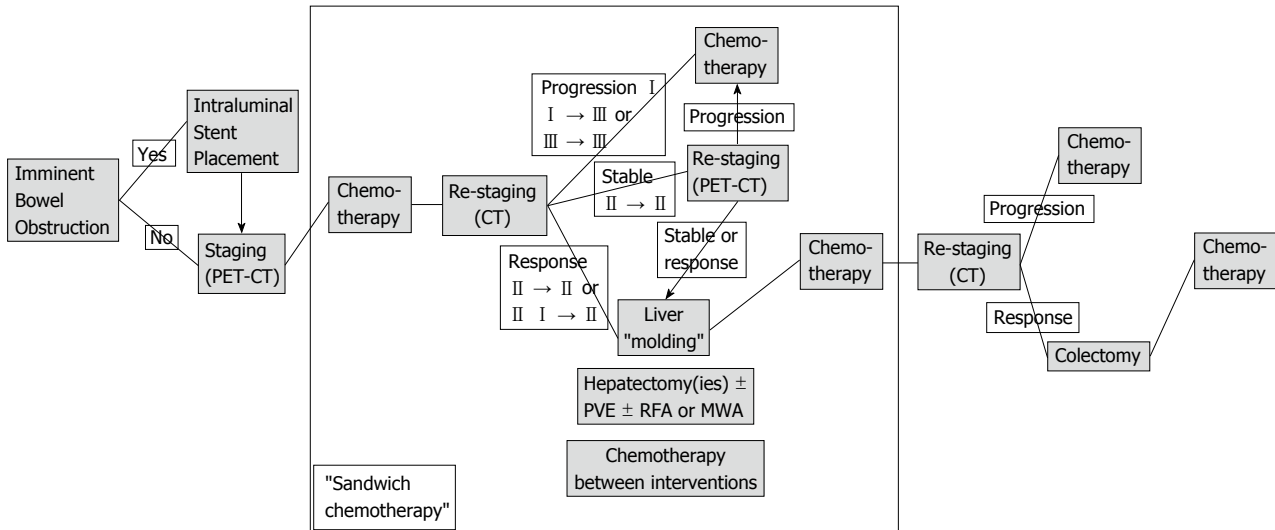 Imminent
Bowel
Obstruction
Yes
No
Intraluminal
Stent
Placement
Staging
(PET-CT)
Chemo-
therapy
Re-staging
(CT)
Progression Ⅰ
Ⅰ → Ⅲ or
Ⅲ → Ⅲ
Stable
Ⅱ → Ⅱ
Response
Ⅱ → Ⅱ or
Ⅱ Ⅰ → Ⅱ
Chemo-
therapy
Progression
Re-staging
(PET-CT)
Stable or
response
Liver
"molding"
Hepatectomy(ies) ±
PVE ± RFA or MWA
Chemotherapy
between interventions
"Sandwich
chemotherapy"
Chemo-
therapy
Re-staging
(CT)
Progression
Response
Chemo-
therapy
Colectomy
Chemo-
therapy